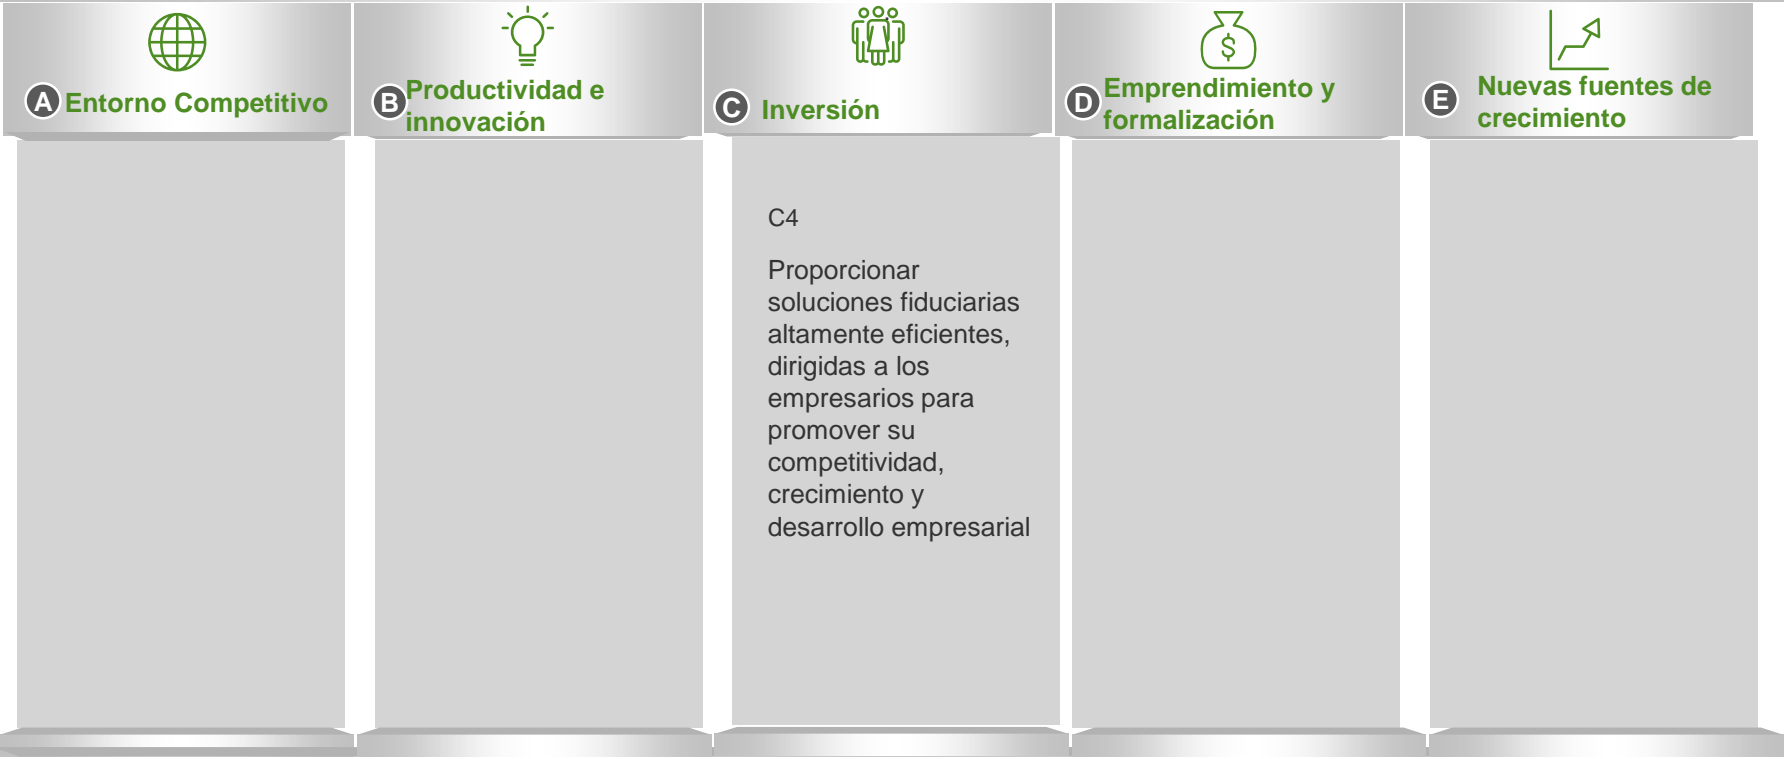 A Entorno Competitivo
B Productividad e
innovación
C Inversión
D Emprendimiento y
formalización
$
E Nuevas fuentes de
crecimiento
C4
Proporcionar
soluciones fiduciarias
altamente eficientes,
dirigidas a los
empresarios para
promover su
competitividad,
crecimiento y
desarrollo empresarial